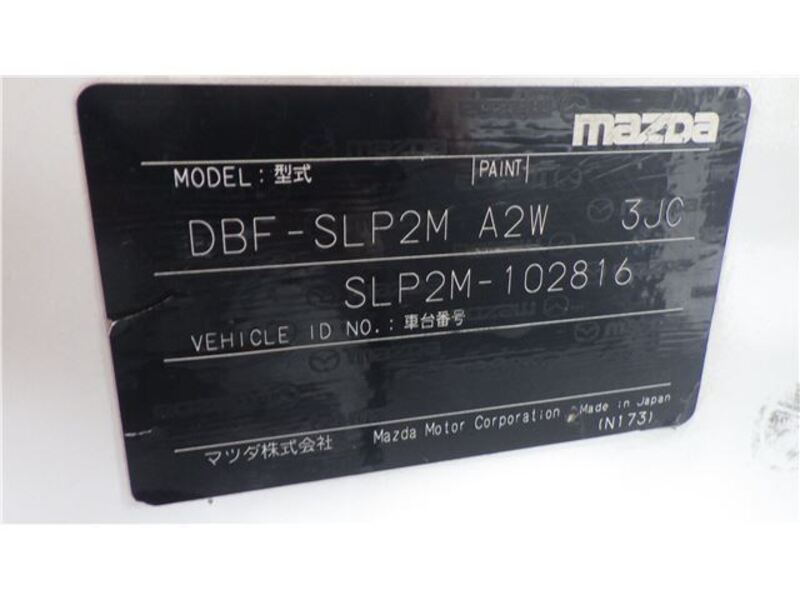 mazDa
MODEL: 型式 PAINT
DBF-SLP2M A2W 3JC
SLP2M-102816
VEHICLE ID NO.: 車台番号
マツダ株式会社 Mazda Motor Corporation Made in Japan
(N173)